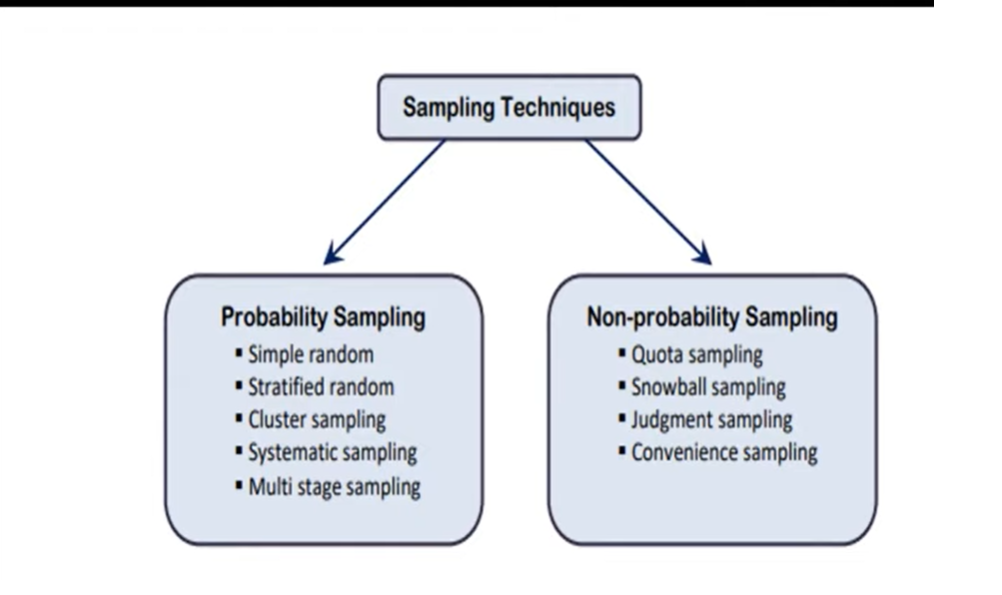 Sampling Techniques
Probability Sampling
▪ Simple random
▪ Stratified random
▪ Cluster sampling
▪ Systematic sampling
▪ Multi stage sampling
Non-probability Sampling
▪ Quota sampling
▪ Snowball sampling
▪ Judgment sampling
▪ Convenience sampling